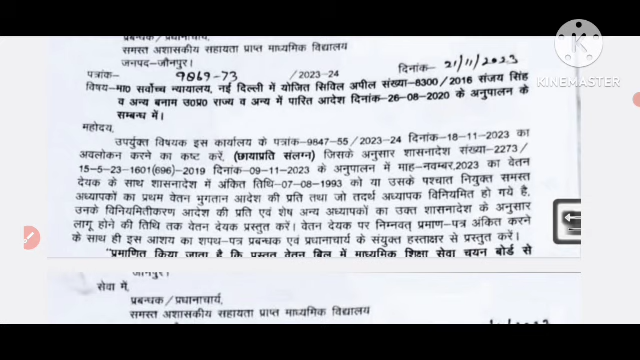 प्रबन्धक/प्रधानाचार्य,
समस्त अशासकीय सहायता प्राप्त माध्यमिक विद्यालय
जनपद-जौनपुर।
पत्रांक- 9869-73 /2023-24 दिनांक- 21/11/2023
विषय-मा0 सर्वोच्च न्यायालय, नई दिल्ली में योजित सिविल अपील संख्या-8300/2016 संजय सिंह
व अन्य बनाम उ0प्र0 राज्य व अन्य में पारित आदेश दिनांक-26-08-2020 के अनुपालन के
सम्बन्ध में।
महोदय,
उपर्युक्त विषयक इस कार्यालय के पत्रांक-9847-55/2023-24 दिनांक-18-11-2023 का
अवलोकन करने का कष्ट करें, (छायाप्रति संलग्न) जिसके अनुसार शासनादेश संख्या-2273/
15-5-23-1601(696)-2019 दिनांक-09-11-2023 के अनुपालन में माह-नवम्बर,2023 का वेतन
देयक के साथ शासनादेश में अंकित तिथि-07-08-1993 को या उसके पश्चात नियुक्त समस्त
अध्यापकों का प्रथम वेतन भुगतान आदेश की प्रति तथा जो तदर्थ अध्यापक विनियमित हो गये है,
उनके विनियमितीकरण आदेश की प्रति एवं शेष अन्य अध्यापकों का उक्त शासनादेश के अनुसार
लागू होने की तिथि तक वेतन देयक प्रस्तुत करें। वेतन देयक पर निम्नवत् प्रमाण-पत्र अंकित करने
के साथ ही इस आशय का शपथ-पत्र प्रबन्धक एवं प्रधानाचार्य के संयुक्त हस्ताक्षर से प्रस्तुत करें।
"प्रमाणित किया जाता है कि प्रस्तुत वेतन बिल में माध्यमिक शिक्षा सेवा चयन बोर्ड से
जौनपुर।
सेवा में,
प्रबन्धक/प्रधानाचार्य,
समस्त अशासकीय सहायता प्राप्त माध्यमिक विद्यालय
K
KINEMASTER